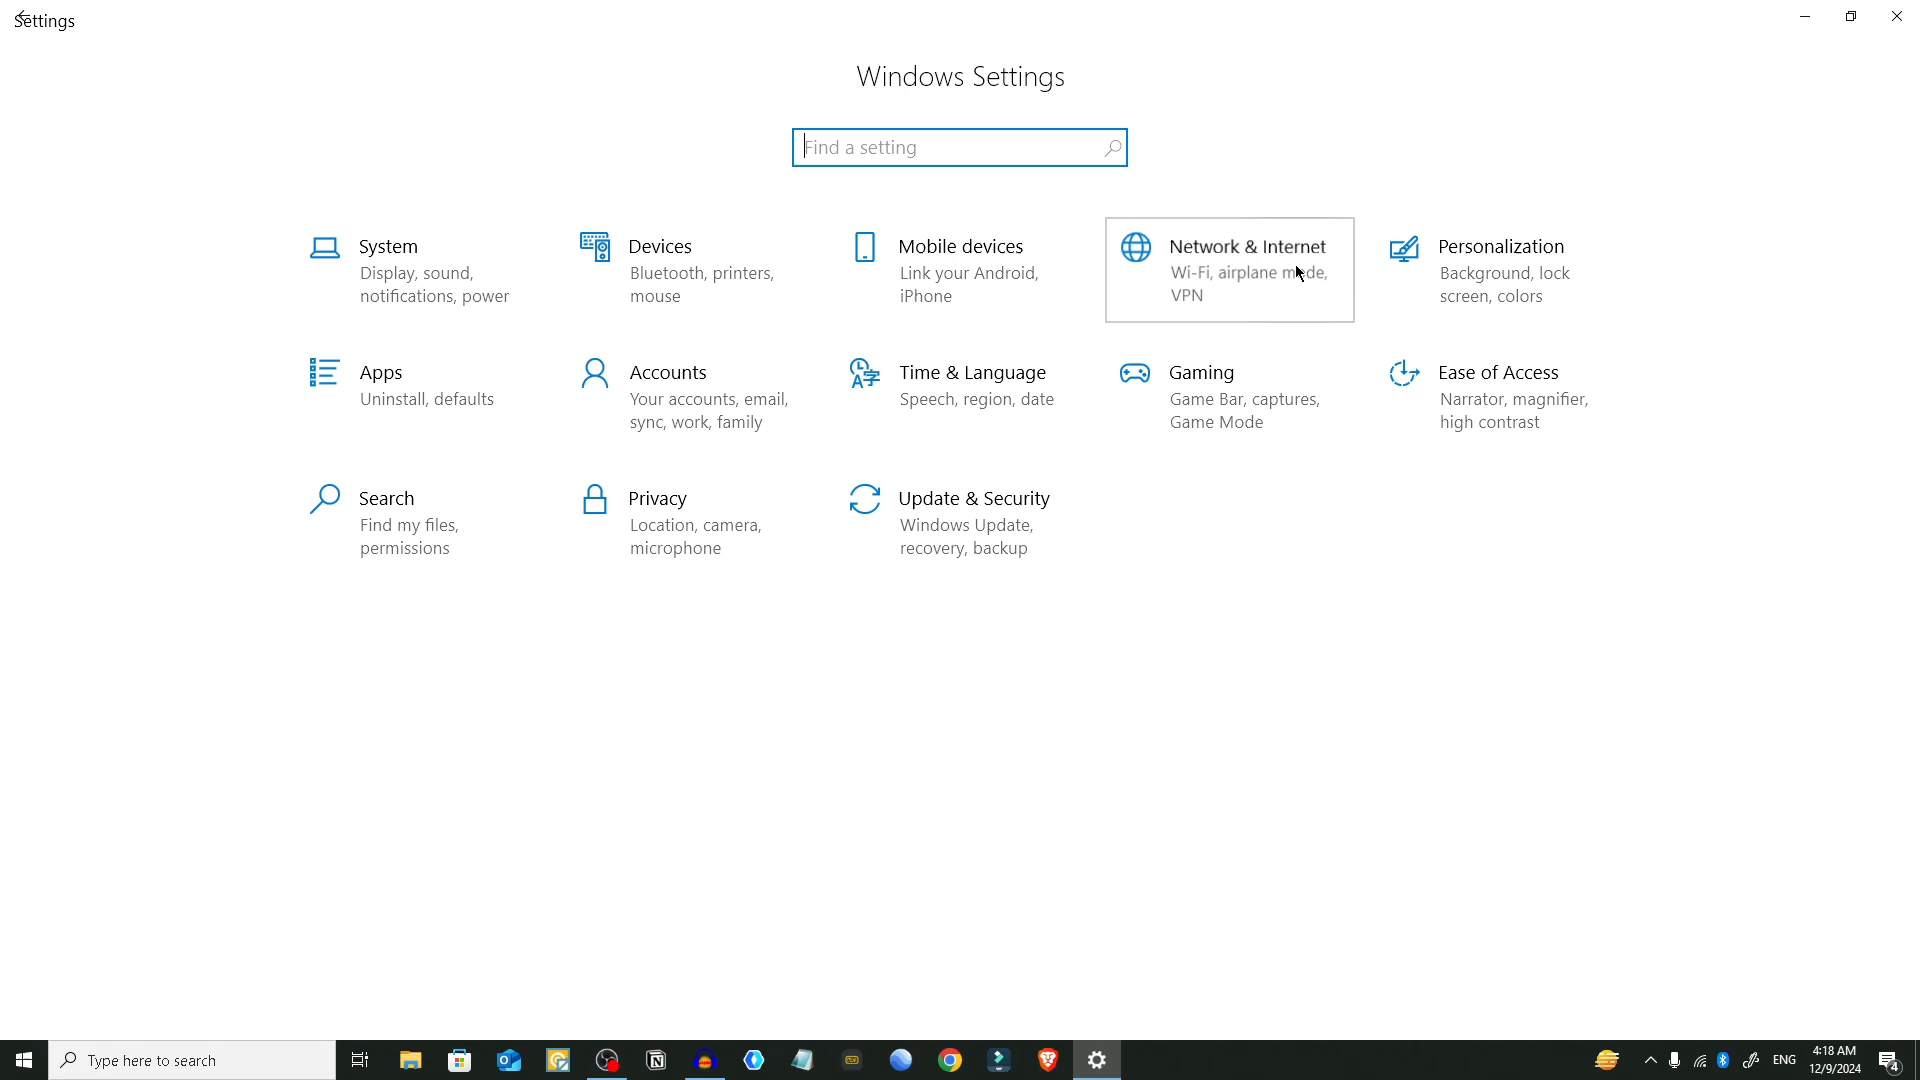 Settings
Windows Settings
Find a setting
System
Display, sound,
notifications, power
Devices
Bluetooth, printers,
mouse
Mobile devices
Link your Android,
iPhone
Network & Internet
Wi-Fi, airplane mode,
VPN
Personalization
Background, lock
screen, colors
Apps
Uninstall, defaults
Accounts
Your accounts, email,
sync, work, family
Time & Language
Speech, region, date
Gaming
Game Bar, captures,
Game Mode
Ease of Access
Narrator, magnifier,
high contrast
Search
Find my files,
permissions
Privacy
Location, camera,
microphone
Update & Security
Windows Update,
recovery, backup
Type here to search
ENG
4:18 AM
12/9/2024
4